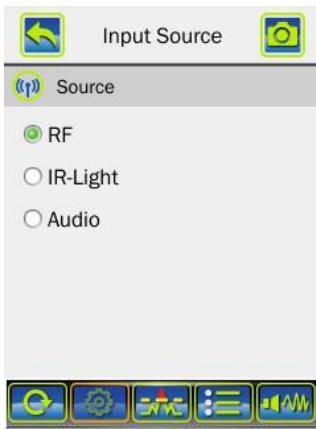 Input Source
Source
RF
IR-Light
Audio